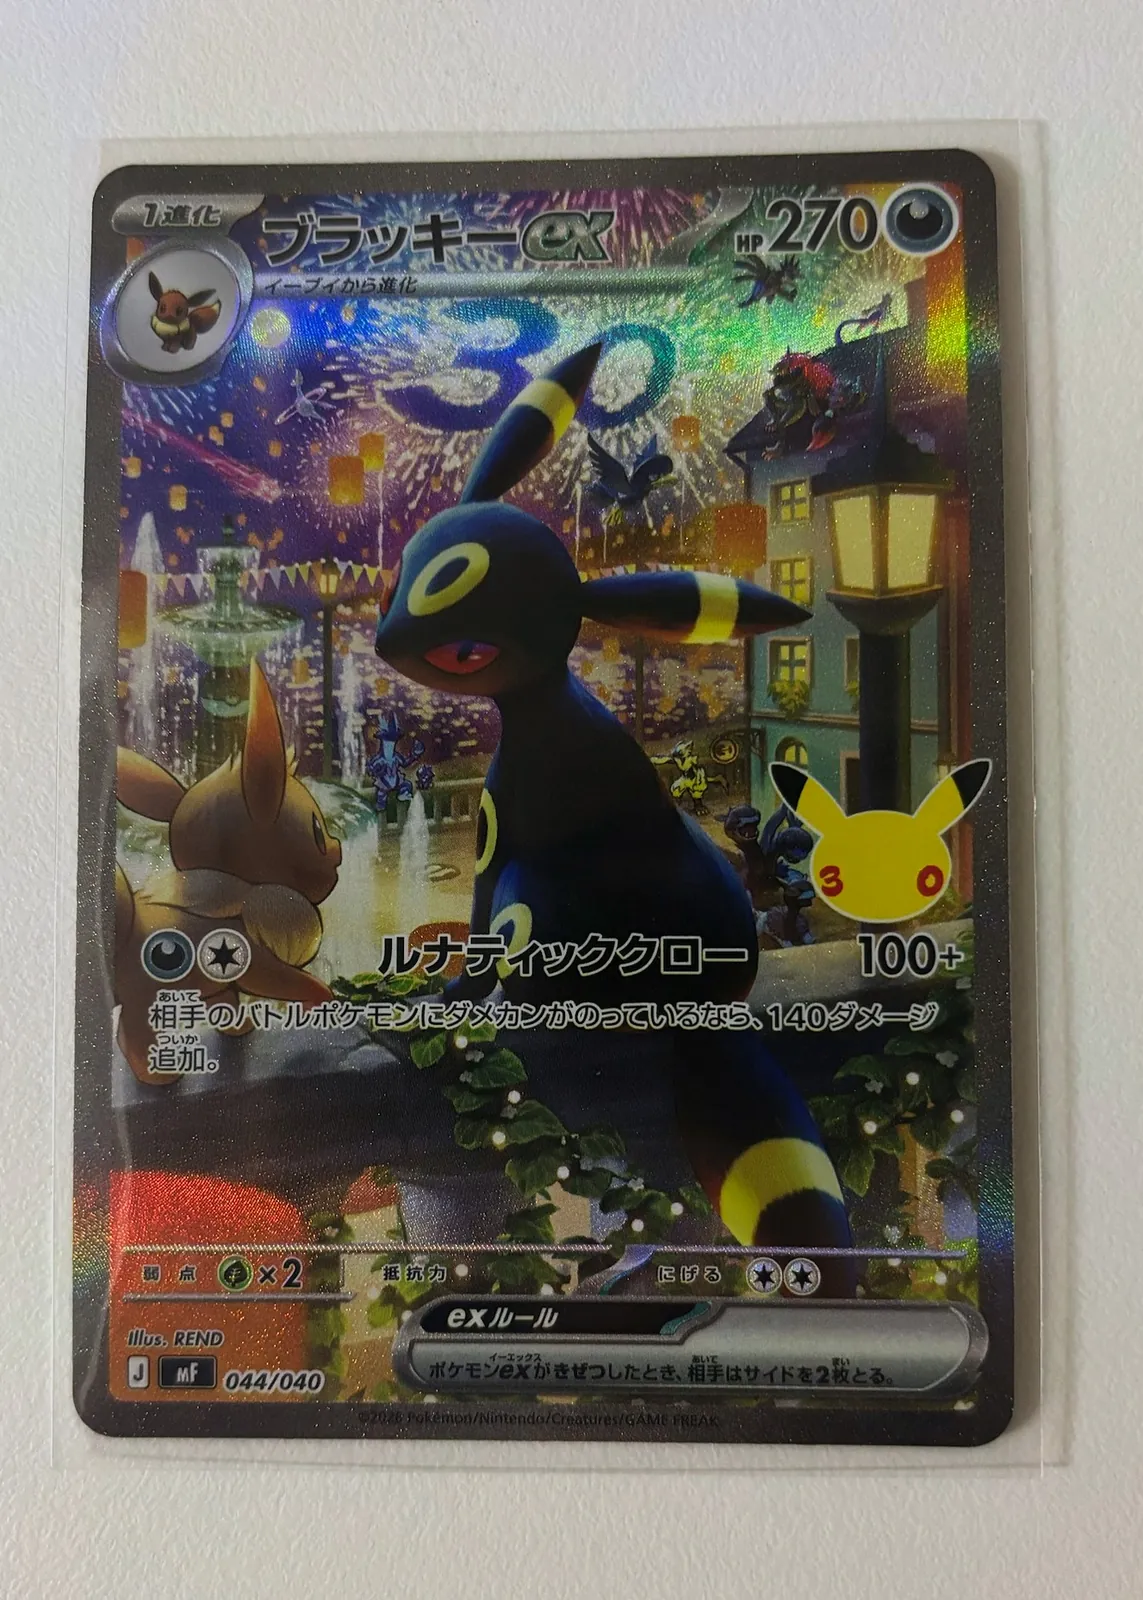 1進化
ブラッキーex
HP270
イーブイから進化
30
30
ルナティッククロー 100+
あいて
相手のバトルポケモンにダメカンがのっているなら、140ダメージ
ついか
追加。
弱点 ×2 抵抗力 にげる
Illus. REND
exルール
J MF 044/040
イーエックス あいて まい
ポケモンexがきぜつしたとき、相手はサイドを2枚とる。
©2026 Pokémon/Nintendo/Creatures/GAME FREAK